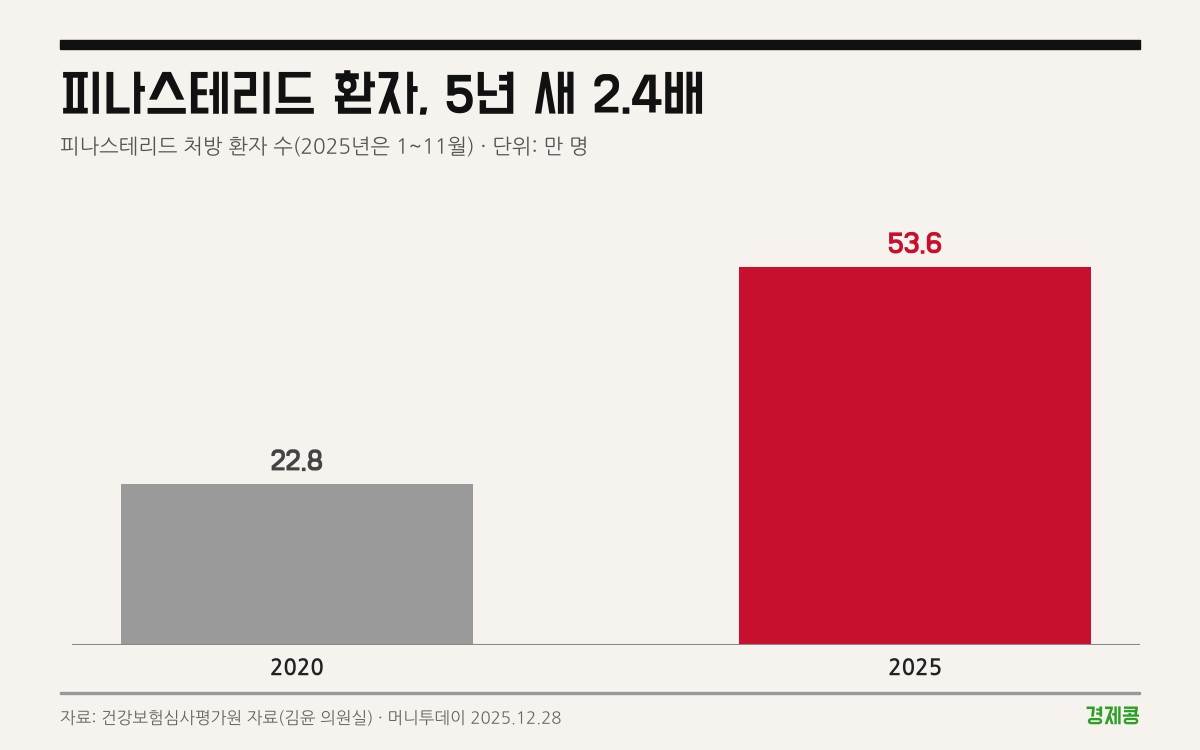 피나스테리드 환자, 5년 새 2.4배
피나스테리드 처방 환자 수(2025년은 1~11월) · 단위: 만 명
53.6
22.8
2020
2025
자료: 건강보험심사평가원 자료(김윤 의원실) · 머니투데이 2025.12.28
경제콩